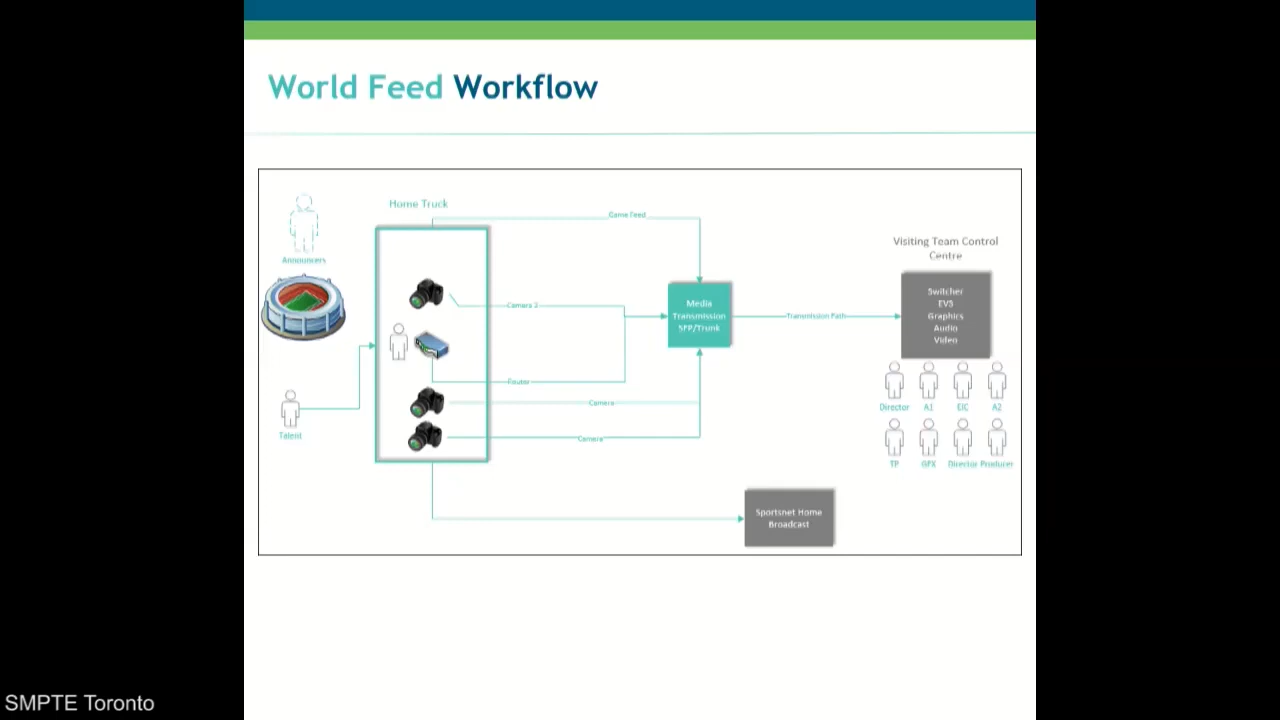 World Feed Workflow
Home Truck
Game Feed
Announcers
Visiting Team Control
Centre
Switcher
EVS
Graphics
Audio
Video
Media
Transmission
SFP/Trunk
Camera 2
Transmission Path
Router
Camera
Camera
Talent
Director A1 EIC A2
TP GFX Director Producer
Sportsnet Home
Broadcast
SMPTE Toronto